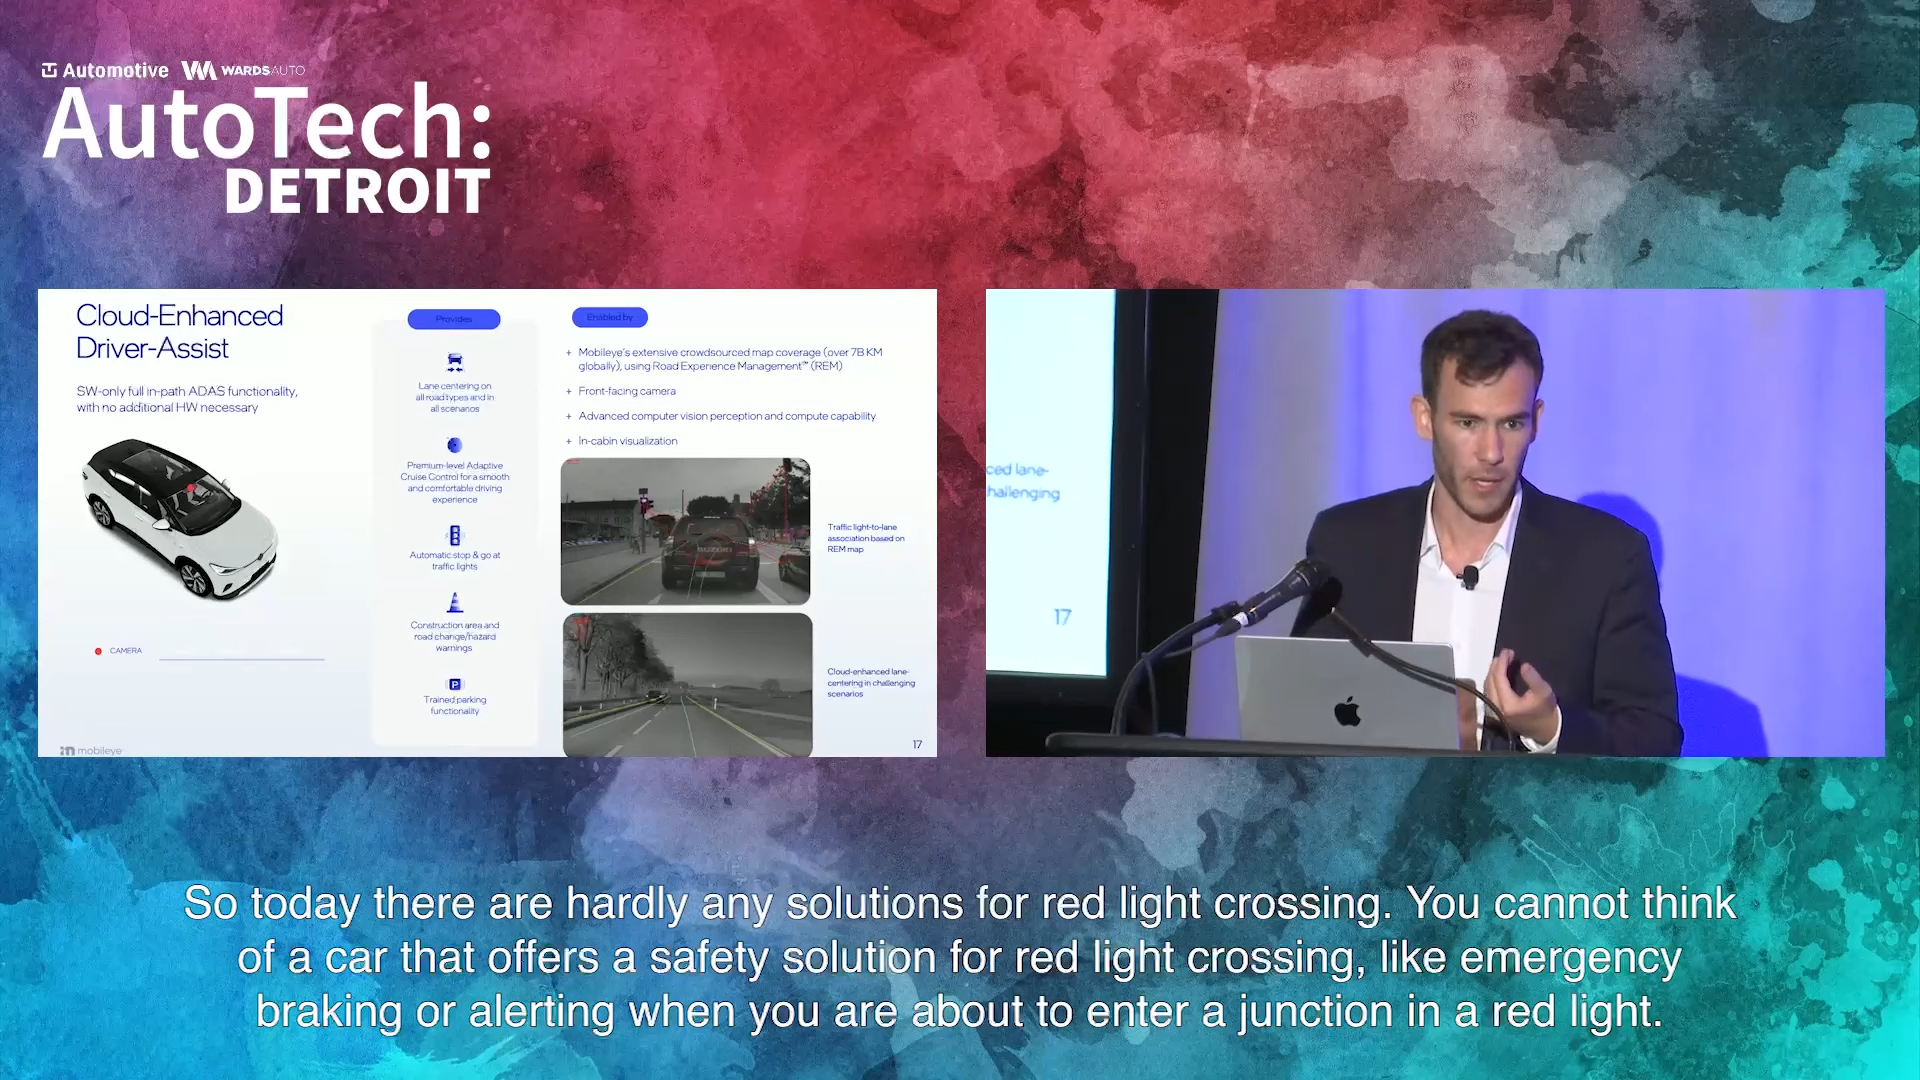 Automotive WARDSAUTO
AutoTech:
DETROIT
Cloud-Enhanced
Driver-Assist
SW-only full in-path ADAS functionality,
with no additional HW necessary
CAMERA
mobileye
Provides
Lane centering on
all road types and in
all scenarios
Premium-level Adaptive
Cruise Control for a smooth
and comfortable driving
experience
Automatic stop & go at
traffic lights
Construction area and
road change/hazard
warnings
P
Trained parking
functionality
Enabled by
+ Mobileye's extensive crowdsourced map coverage (over 7B KM
globally), using Road Experience Management™ (REM)
+ Front-facing camera
+ Advanced computer vision perception and compute capability
+ In-cabin visualization
SUZUKI
Traffic light-to-lane
association based on
REM map
Cloud-enhanced lane-
centering in challenging
scenarios
17
ced lane-
hallenging
17
So today there are hardly any solutions for red light crossing. You cannot think
of a car that offers a safety solution for red light crossing, like emergency
braking or alerting when you are about to enter a junction in a red light.